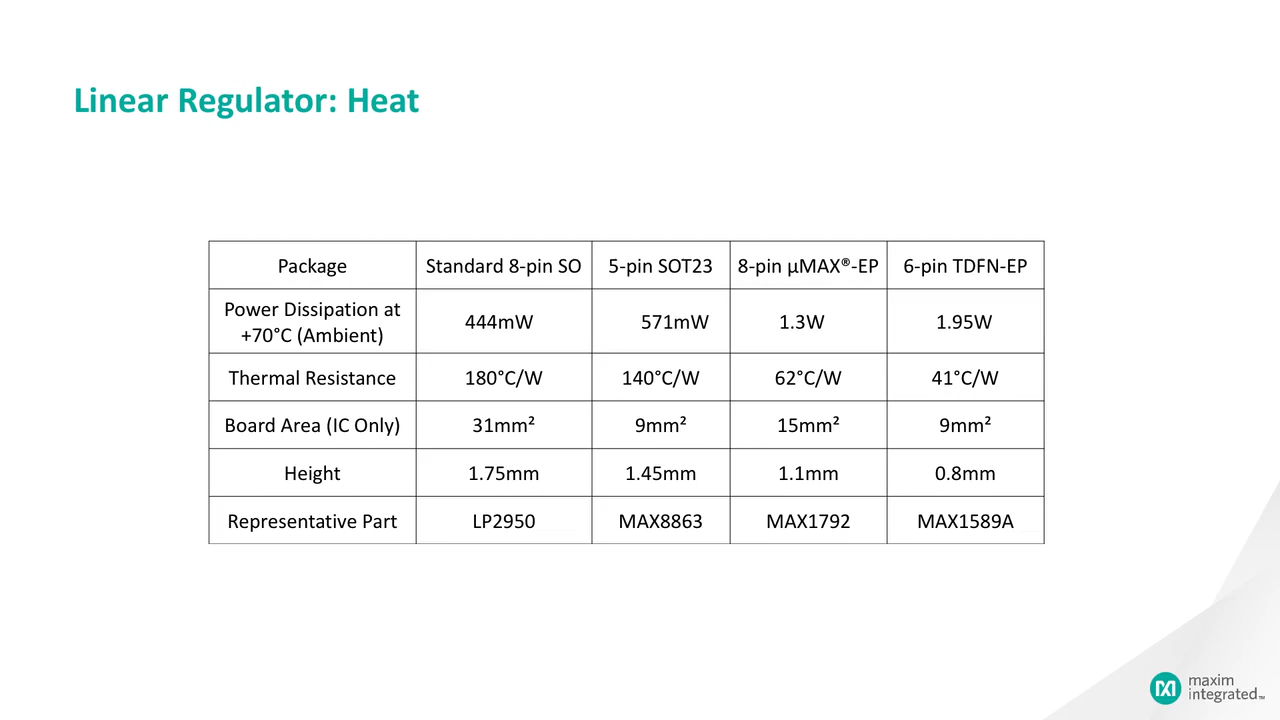 Linear Regulator: Heat
Package Standard 8-pin SO 5-pin SOT23 8-pin µMAX®-EP 6-pin TDFN-EP
Power Dissipation at
+70°C (Ambient) 444mW 571mW 1.3W 1.95W
Thermal Resistance 180°C/W 140°C/W 62°C/W 41°C/W
Board Area (IC Only) 31mm² 9mm² 15mm² 9mm²
Height 1.75mm 1.45mm 1.1mm 0.8mm
Representative Part LP2950 MAX8863 MAX1792 MAX1589A
maxim
integrated™